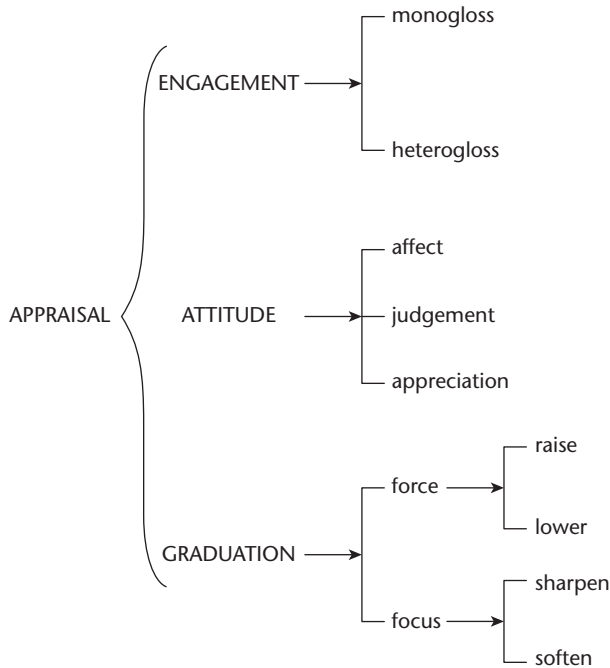 APPRAISAL
ENGAGEMENT
monogloss
heterogloss
ATTITUDE
affect
judgement
appreciation
GRADUATION
force
raise
lower
focus
sharpen
soften